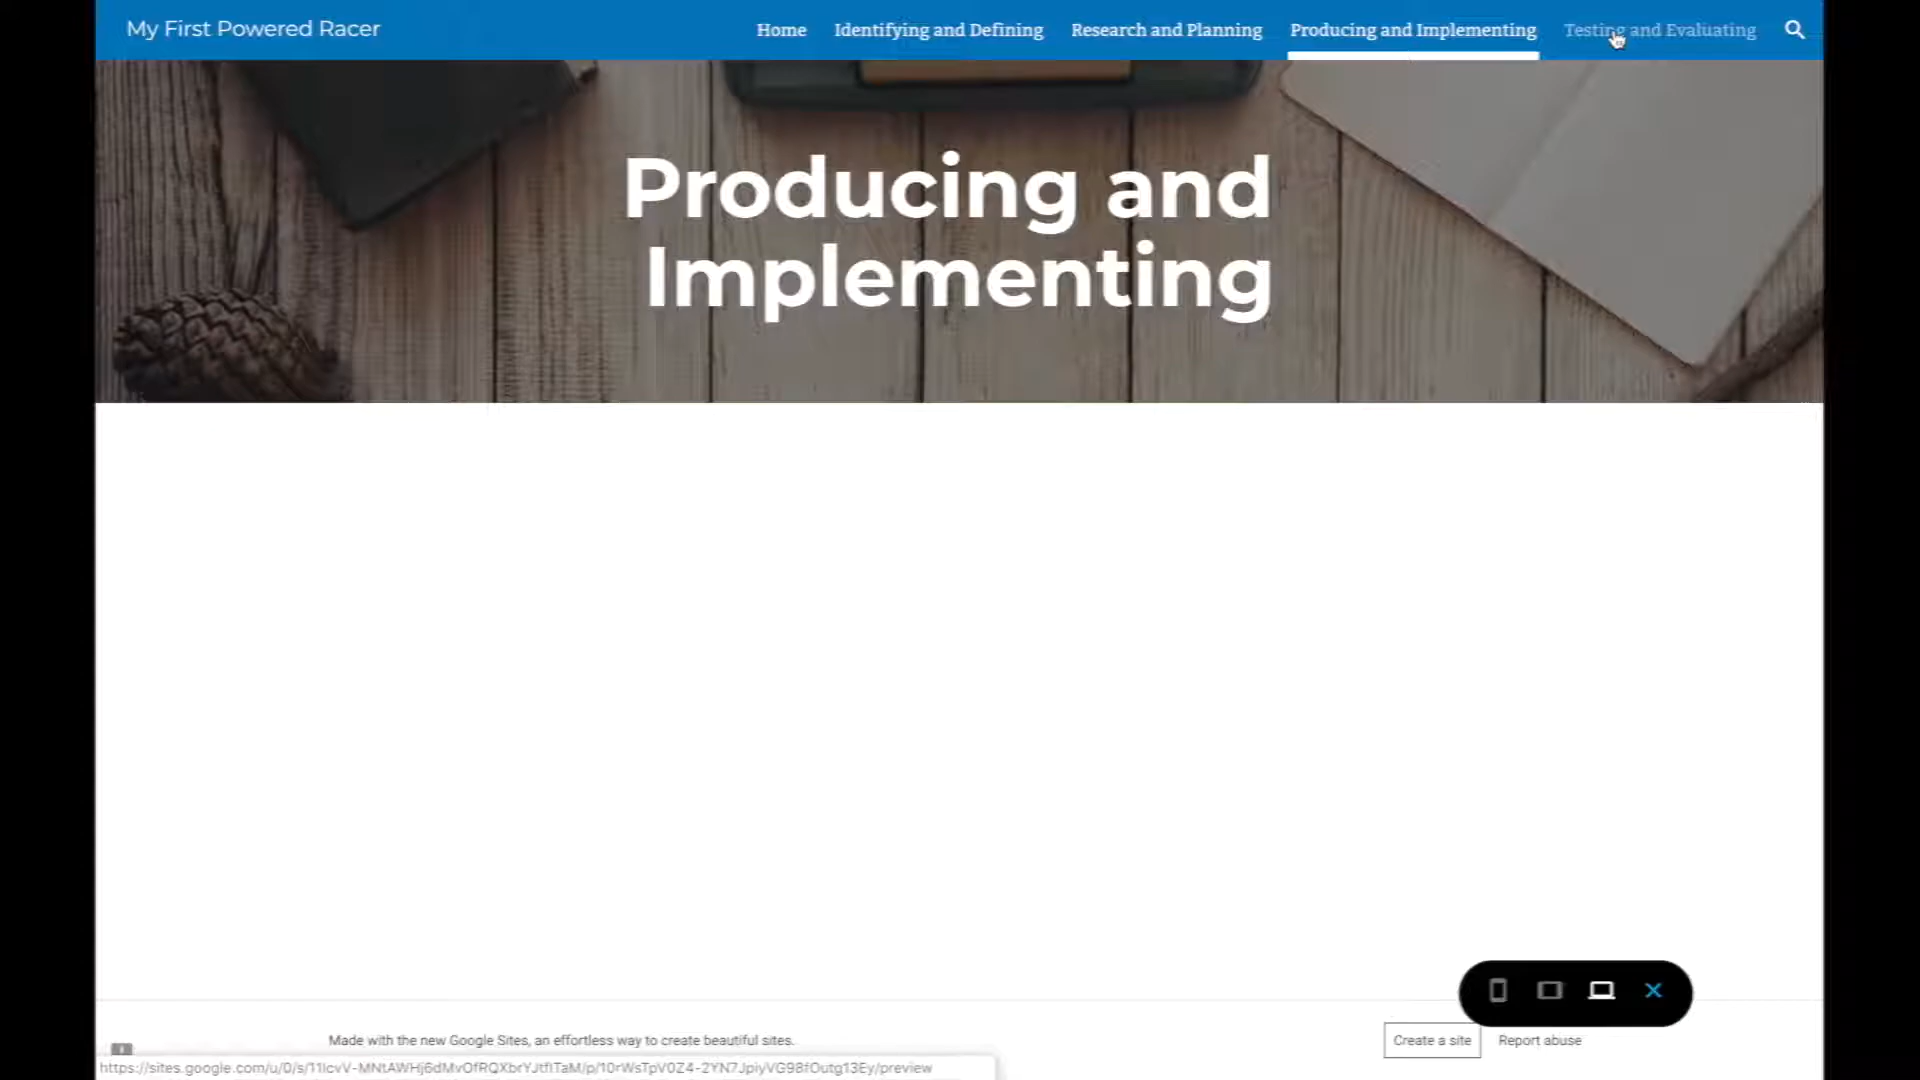 My First Powered Racer
Home Identifying and Defining Research and Planning Producing and Implementing Testing and Evaluating
Producing and
Implementing
Made with the new Google Sites, an effortless way to create beautiful sites.
Create a site Report abuse